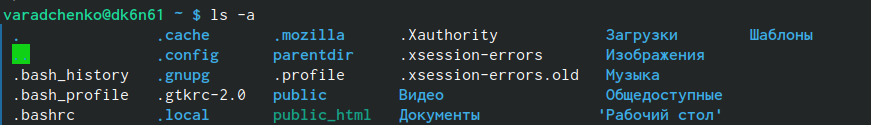 varadchenko@dk6n61 ~ $ ls -a
. .cache .mozilla .Xauthority Загрузки Шаблоны
.config parentdir .xsession-errors Изображения
.bash_history .gnupg .profile .xsession-errors.old Музыка
.bash_profile .gtkrc-2.0 public Видео Общедоступные
.bashrc .local public_html Документы 'Рабочий стол'